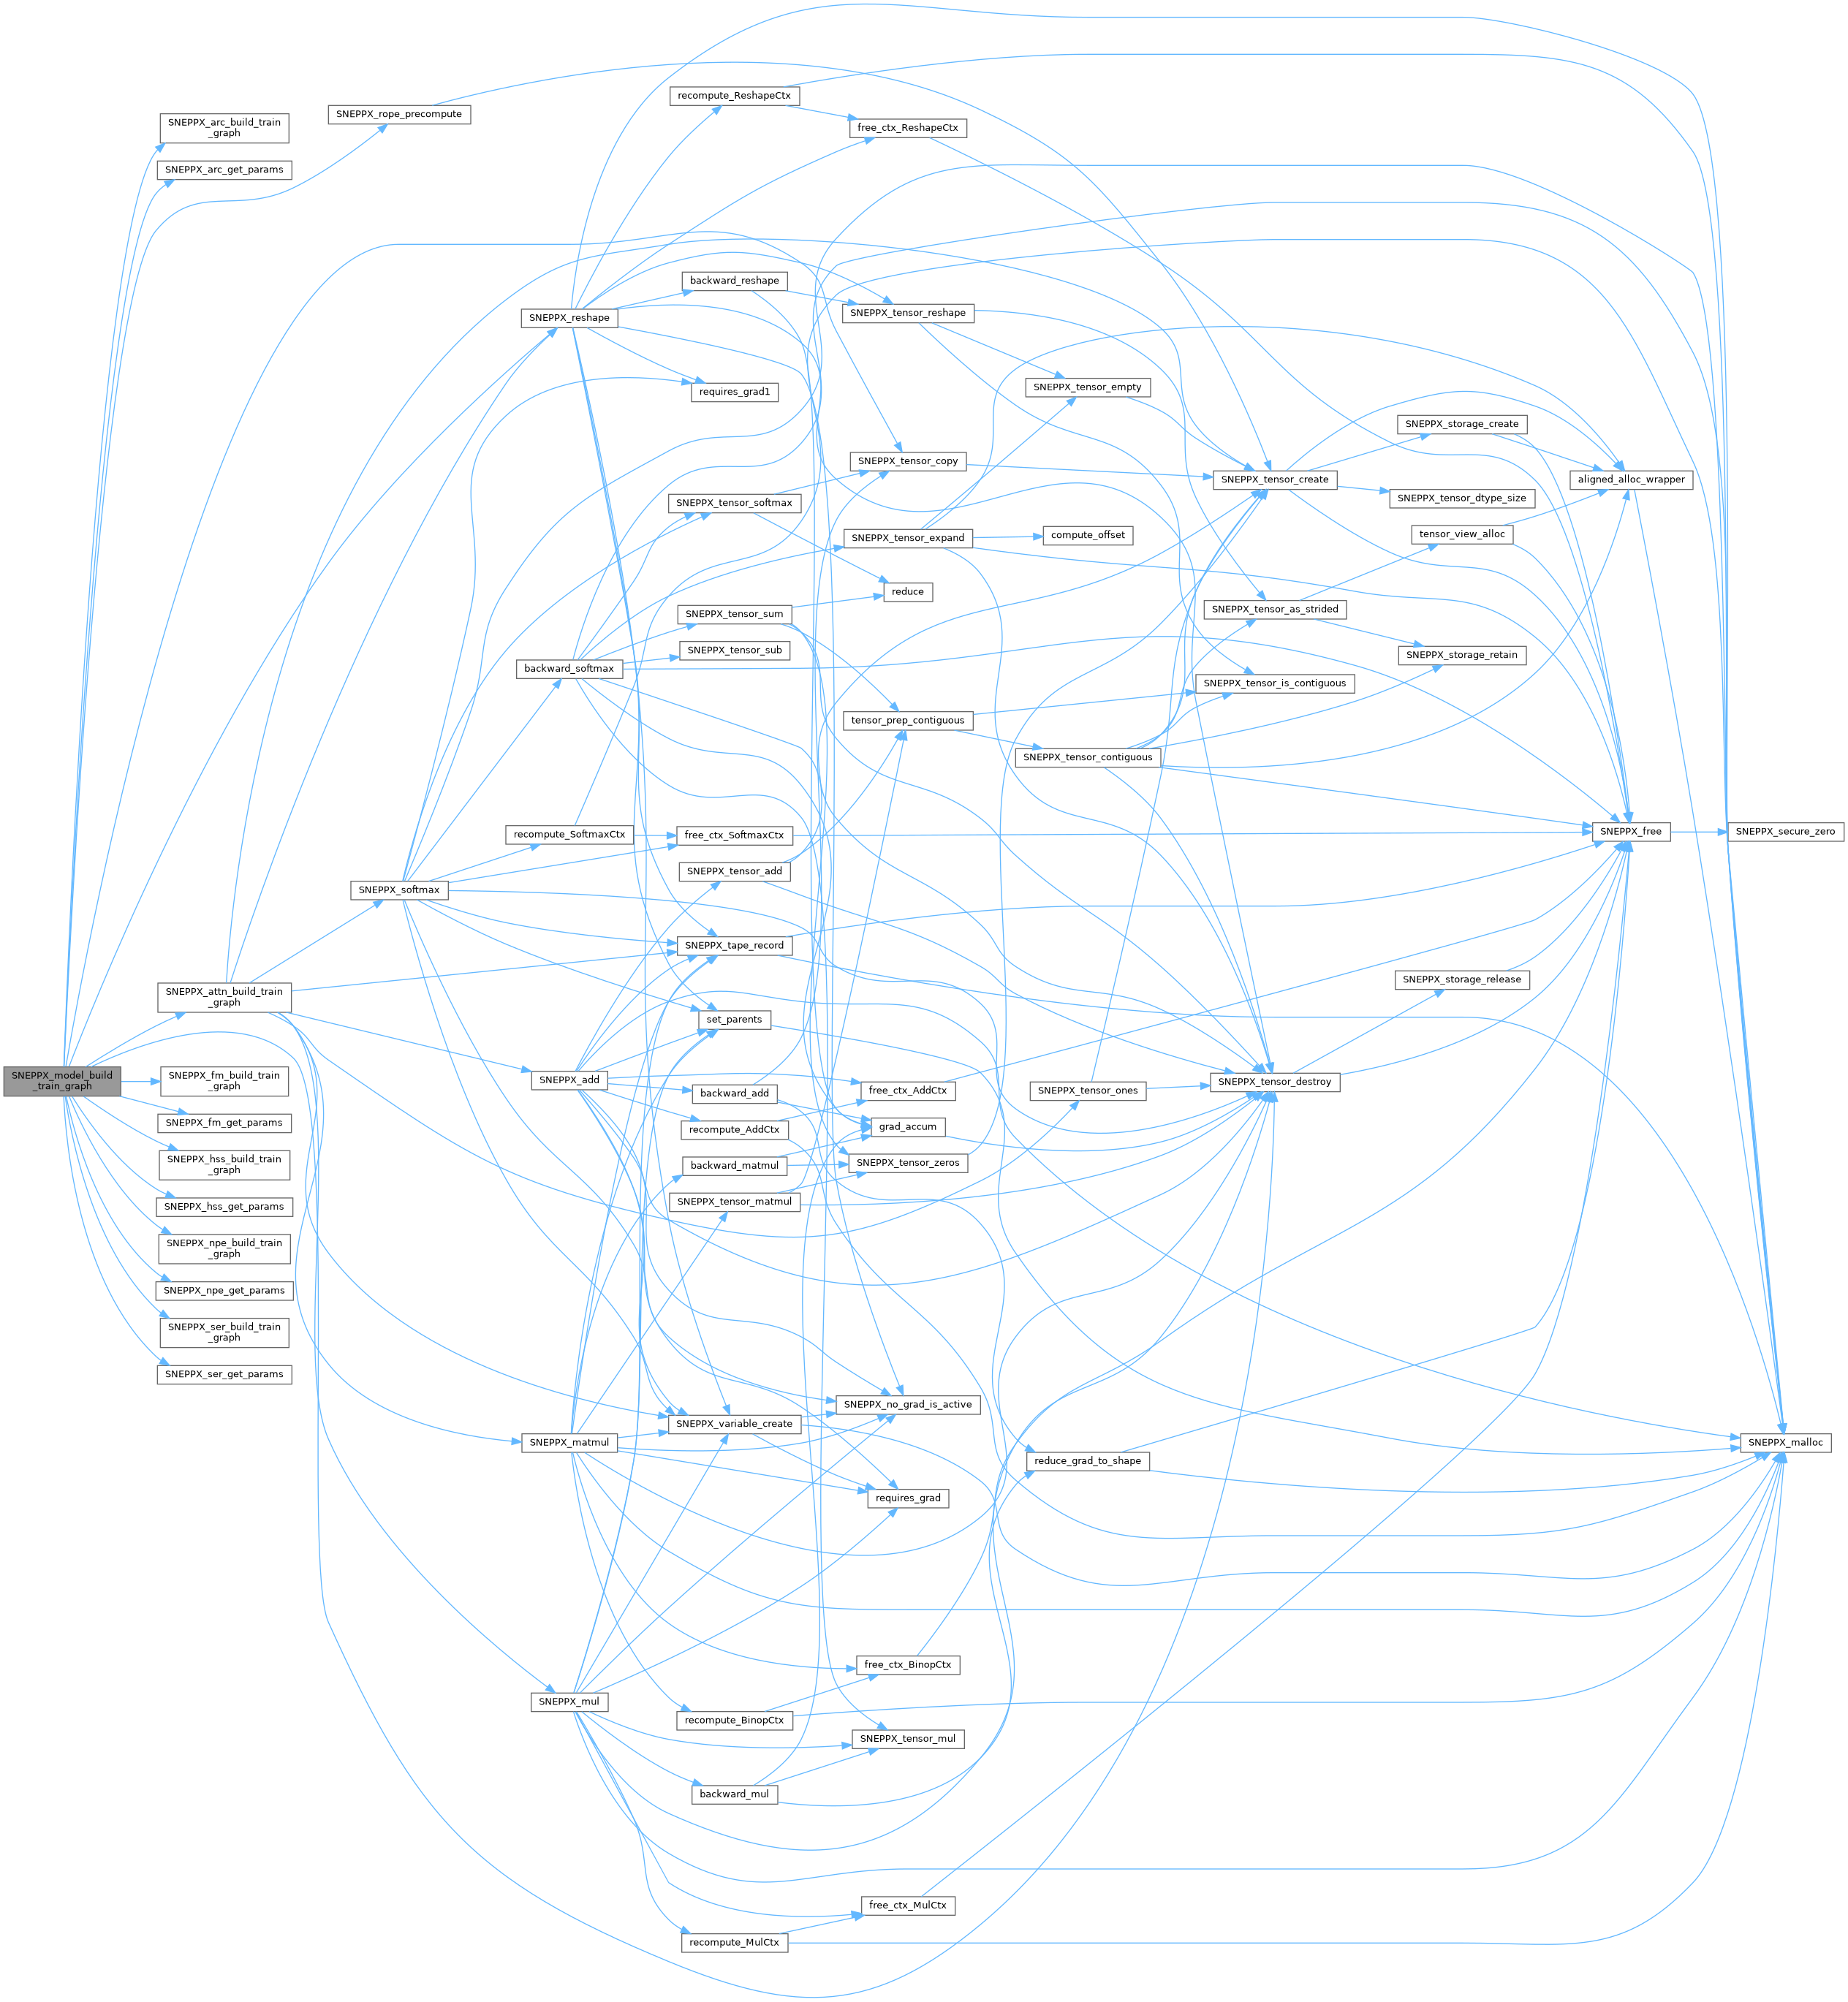 SNEPPX_model_build
_train_graph
SNEPPX_arc_build_train
_graph
SNEPPX_arc_get_params
SNEPPX_attn_build_train
_graph
SNEPPX_fm_build_train
_graph
SNEPPX_fm_get_params
SNEPPX_hss_build_train
_graph
SNEPPX_hss_get_params
SNEPPX_npe_build_train
_graph
SNEPPX_npe_get_params
SNEPPX_ser_build_train
_graph
SNEPPX_ser_get_params
SNEPPX_rope_precompute
SNEPPX_softmax
SNEPPX_reshape
backward_softmax
recompute_SoftmaxCtx
SNEPPX_add
SNEPPX_matmul
SNEPPX_mul
recompute_ReshapeCtx
backward_reshape
requires_grad1
SNEPPX_tensor_softmax
SNEPPX_tensor_sum
SNEPPX_tensor_sub
free_ctx_SoftmaxCtx
SNEPPX_tensor_add
SNEPPX_tape_record
set_parents
backward_add
recompute_AddCtx
backward_matmul
SNEPPX_tensor_matmul
SNEPPX_variable_create
recompute_BinopCtx
backward_mul
recompute_MulCtx
free_ctx_ReshapeCtx
SNEPPX_tensor_reshape
SNEPPX_tensor_copy
SNEPPX_tensor_expand
reduce
tensor_prep_contiguous
free_ctx_AddCtx
grad_accum
SNEPPX_tensor_zeros
SNEPPX_no_grad_is_active
requires_grad
free_ctx_BinopCtx
SNEPPX_tensor_mul
free_ctx_MulCtx
SNEPPX_tensor_empty
compute_offset
SNEPPX_tensor_contiguous
SNEPPX_tensor_ones
reduce_grad_to_shape
SNEPPX_tensor_create
SNEPPX_tensor_as_strided
SNEPPX_tensor_is_contiguous
SNEPPX_tensor_destroy
SNEPPX_storage_create
SNEPPX_tensor_dtype_size
tensor_view_alloc
SNEPPX_storage_retain
SNEPPX_storage_release
aligned_alloc_wrapper
SNEPPX_free
SNEPPX_secure_zero
SNEPPX_malloc